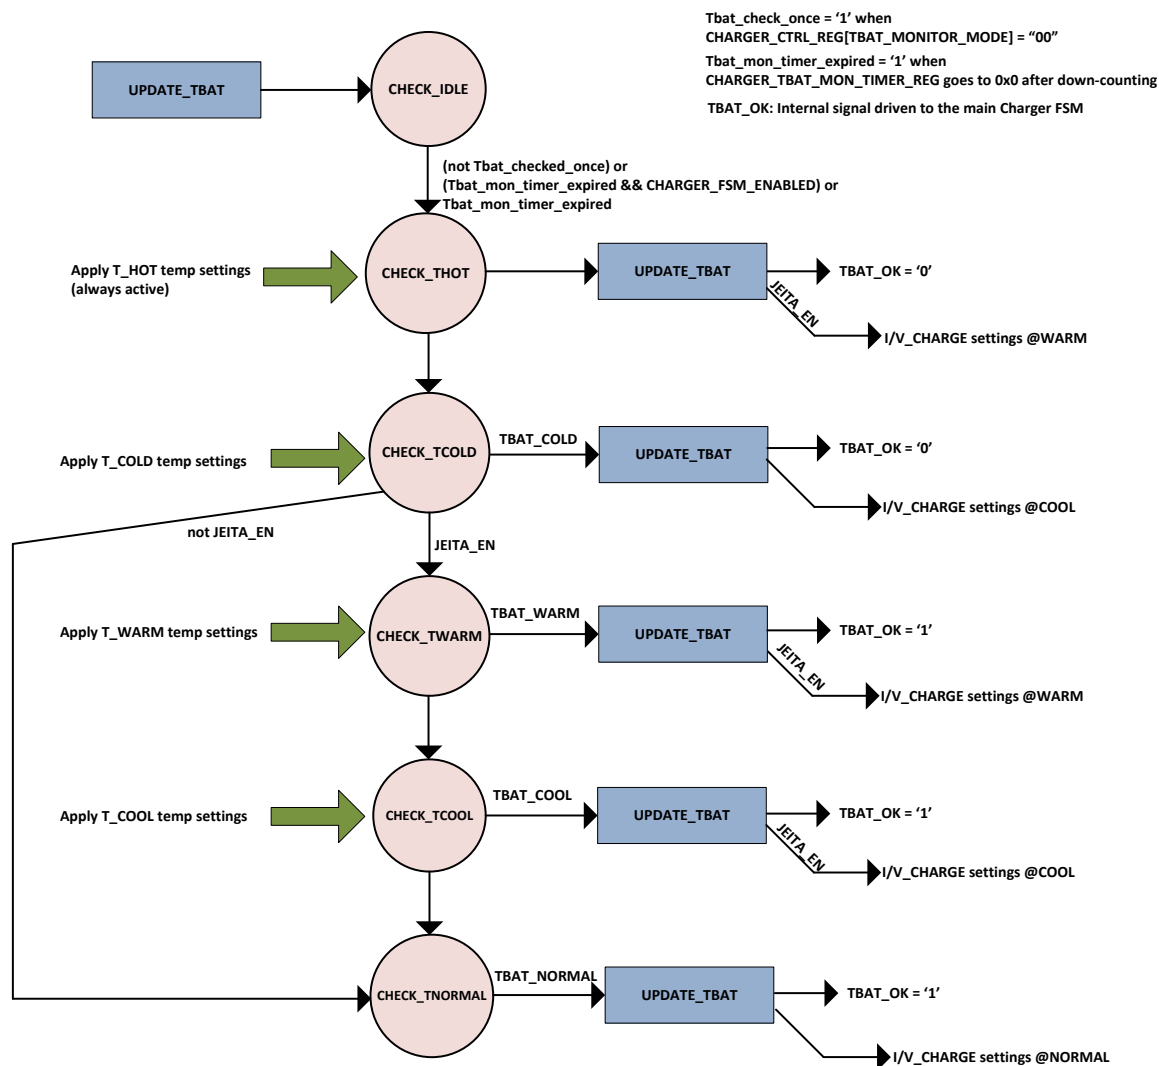 Tbat_check_once = ‘1’ when
CHARGER_CTRL_REG[TBAT_MONITOR_MODE] = “00”
Tbat_mon_timer_expired = ‘1’ when
CHARGER_TBAT_MON_TIMER_REG goes to 0x0 after down-counting
TBAT_OK: Internal signal driven to the main Charger FSM
UPDATE_TBAT
CHECK_IDLE
(not Tbat_checked_once) or
(Tbat_mon_timer_expired && CHARGER_FSM_ENABLED) or
Tbat_mon_timer_expired
Apply T_HOT temp settings
(always active)
CHECK_THOT
UPDATE_TBAT
TBAT_OK = ‘0’
JEITA_EN
I/V_CHARGE settings @WARM
Apply T_COLD temp settings
CHECK_TCOLD
TBAT_COLD
UPDATE_TBAT
TBAT_OK = ‘0’
I/V_CHARGE settings @COOL
not JEITA_EN
JEITA_EN
Apply T_WARM temp settings
CHECK_TWARM
TBAT_WARM
UPDATE_TBAT
TBAT_OK = ‘1’
JEITA_EN
I/V_CHARGE settings @WARM
Apply T_COOL temp settings
CHECK_TCOOL
TBAT_COOL
UPDATE_TBAT
TBAT_OK = ‘1’
JEITA_EN
I/V_CHARGE settings @COOL
CHECK_TNORMAL
TBAT_NORMAL
UPDATE_TBAT
TBAT_OK = ‘1’
I/V_CHARGE settings @NORMAL